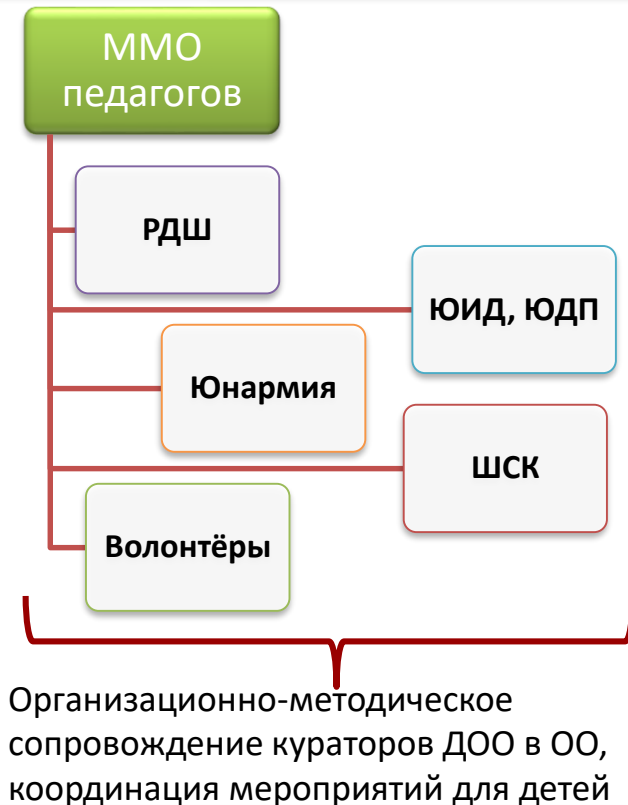 ММО
педагогов
РДШ
ЮИД, ЮДП
Юнармия
ШСК
Волонтёры
Организационно-методическое
сопровождение кураторов ДОО в ОО,
координация мероприятий для детей